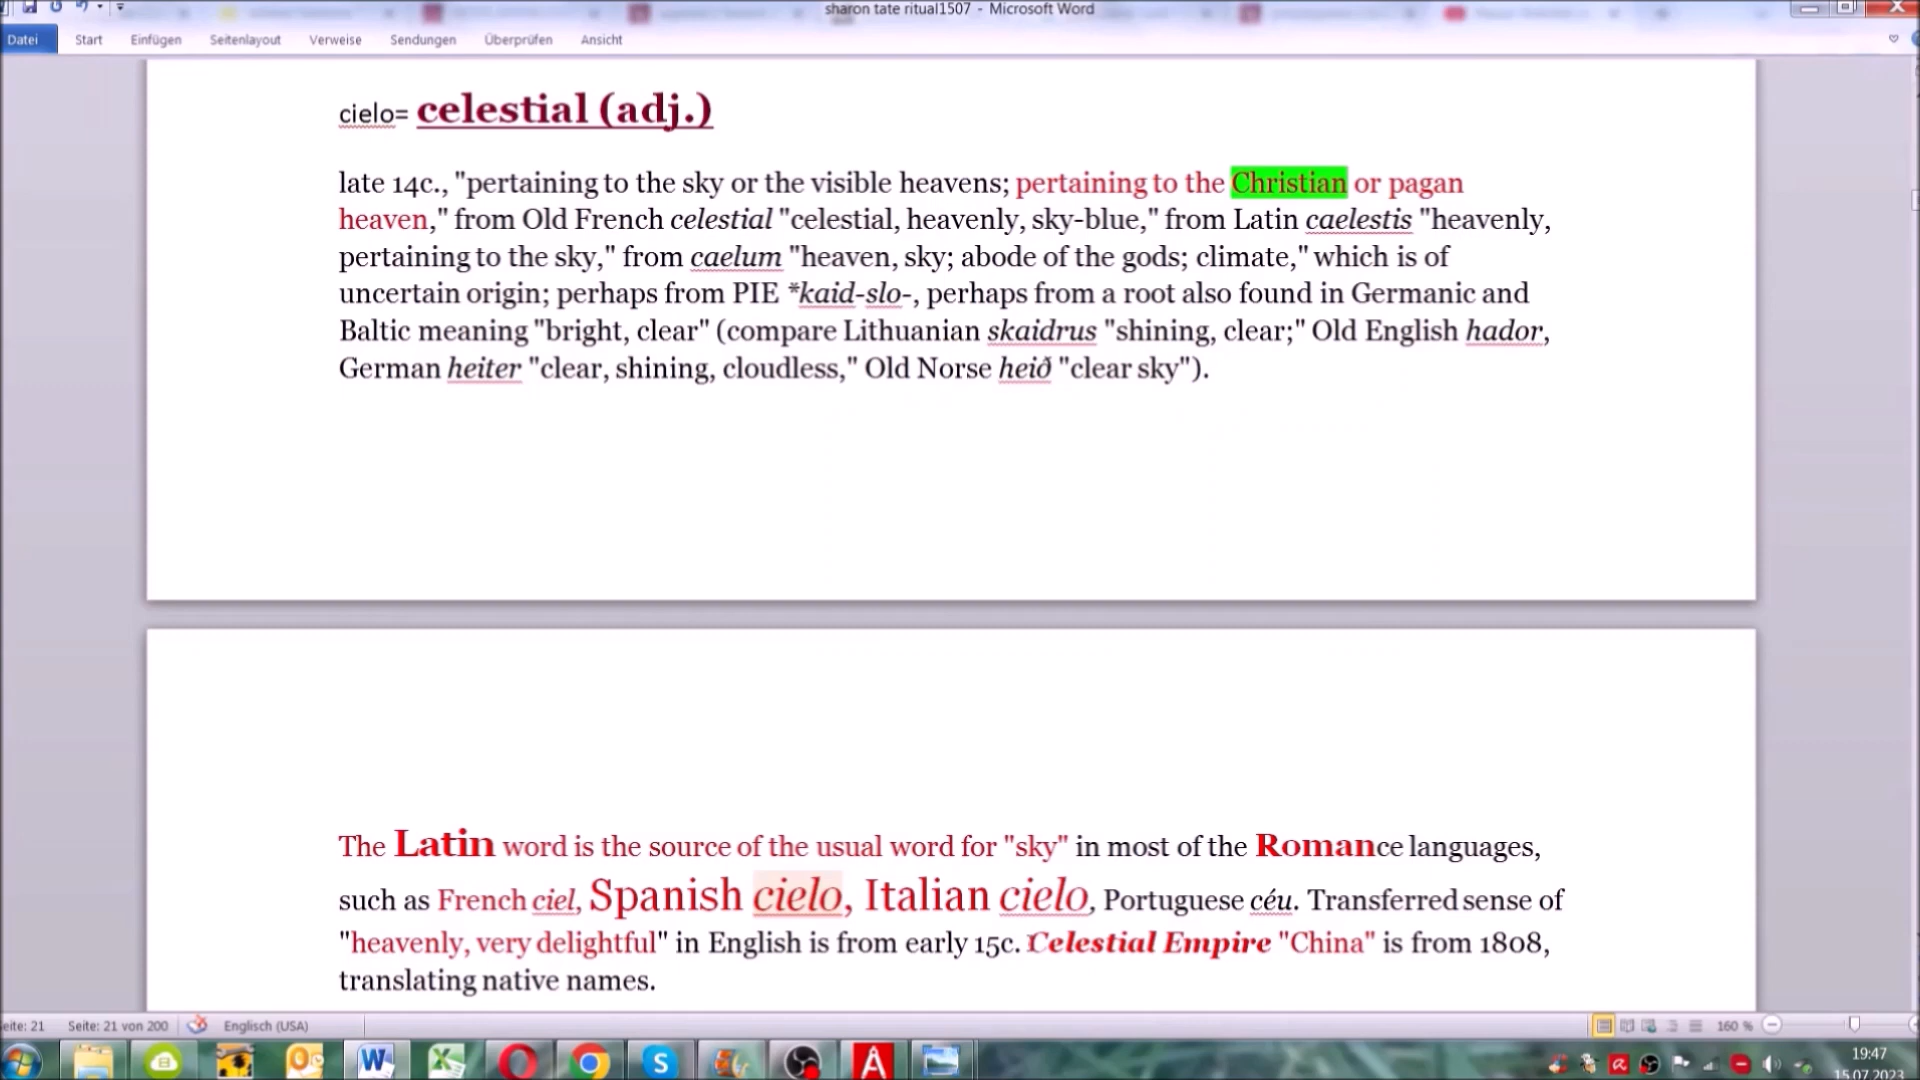 sharon tate ritual1507 - Microsoft Word
Datei Start Einfügen Seitenlayout Verweise Sendungen Überprüfen Ansicht
cielo= celestial (adj.)
late 14c., "pertaining to the sky or the visible heavens; pertaining to the Christian or pagan
heaven," from Old French celestial "celestial, heavenly, sky-blue," from Latin caelestis "heavenly,
pertaining to the sky," from caelum "heaven, sky; abode of the gods; climate," which is of
uncertain origin; perhaps from PIE *kaid-slo-, perhaps from a root also found in Germanic and
Baltic meaning "bright, clear" (compare Lithuanian skaidrus "shining, clear;" Old English hador,
German heiter "clear, shining, cloudless," Old Norse heið "clear sky").
The Latin word is the source of the usual word for "sky" in most of the Romance languages,
such as French ciel, Spanish cielo, Italian cielo, Portuguese céu. Transferred sense of
"heavenly, very delightful" in English is from early 15c. Celestial Empire "China" is from 1808,
translating native names.
eite: 21 Seite: 21 von 200 Englisch (USA) 160 %
19:47
15.07.2023